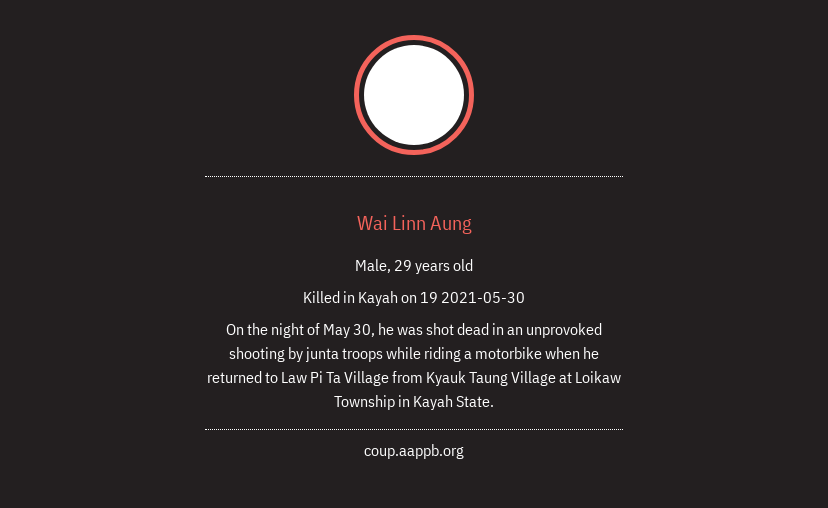 Wai Linn Aung
Male, 29 years old
Killed in Kayah on 19 2021-05-30
On the night of May 30, he was shot dead in an unprovoked
shooting by junta troops while riding a motorbike when he
returned to Law Pi Ta Village from Kyauk Taung Village at Loikaw
Township in Kayah State.
coup.aappb.org